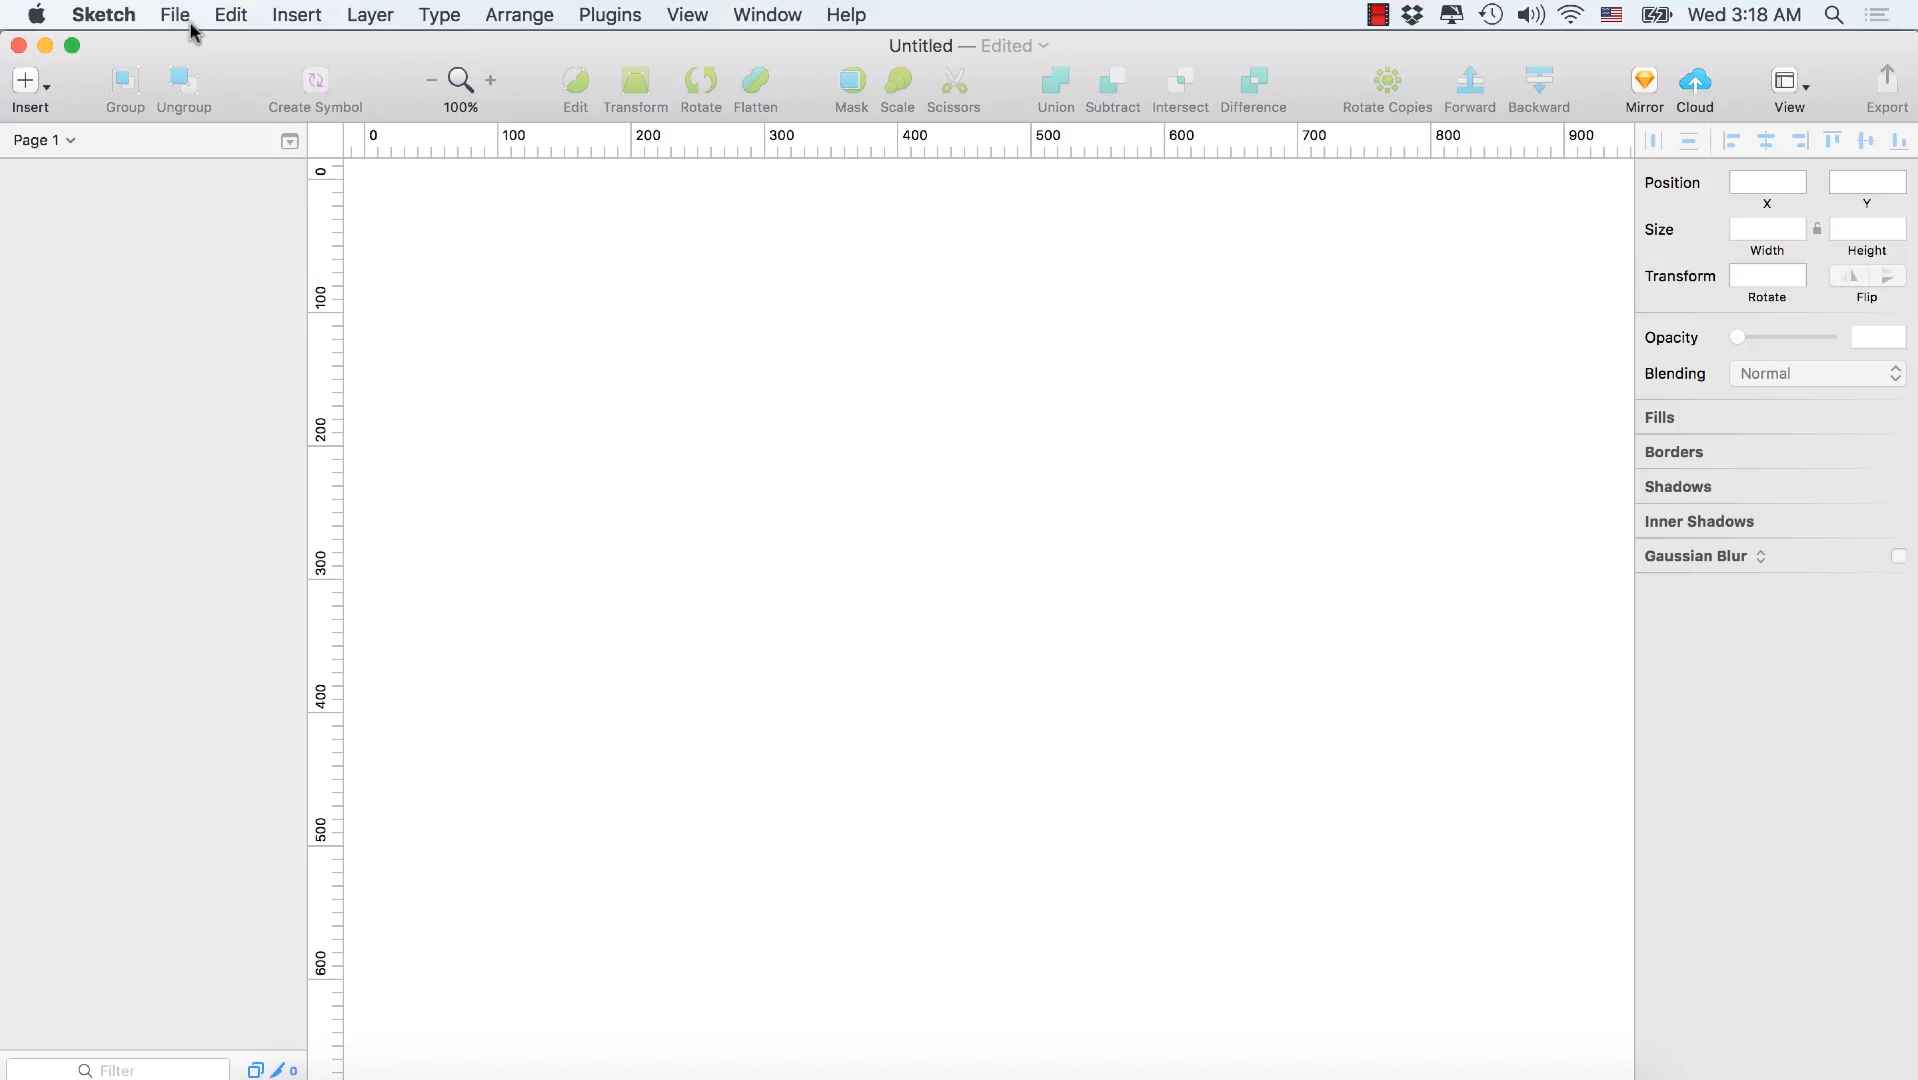 Sketch File Edit Insert Layer Type Arrange Plugins View Window Help Wed 3:18 AM
Untitled — Edited
Insert Group Ungroup Create Symbol 100% Edit Transform Rotate Flatten Mask Scale Scissors Union Subtract Intersect Difference Rotate Copies Forward Backward Mirror Cloud View Export
Page 1
0 100 200 300 400 500 600 700 800 900
0
100
200
300
400
500
600
Position
X Y
Size
Width Height
Transform
Rotate Flip
Opacity
Blending Normal
Fills
Borders
Shadows
Inner Shadows
Gaussian Blur
Filter 0